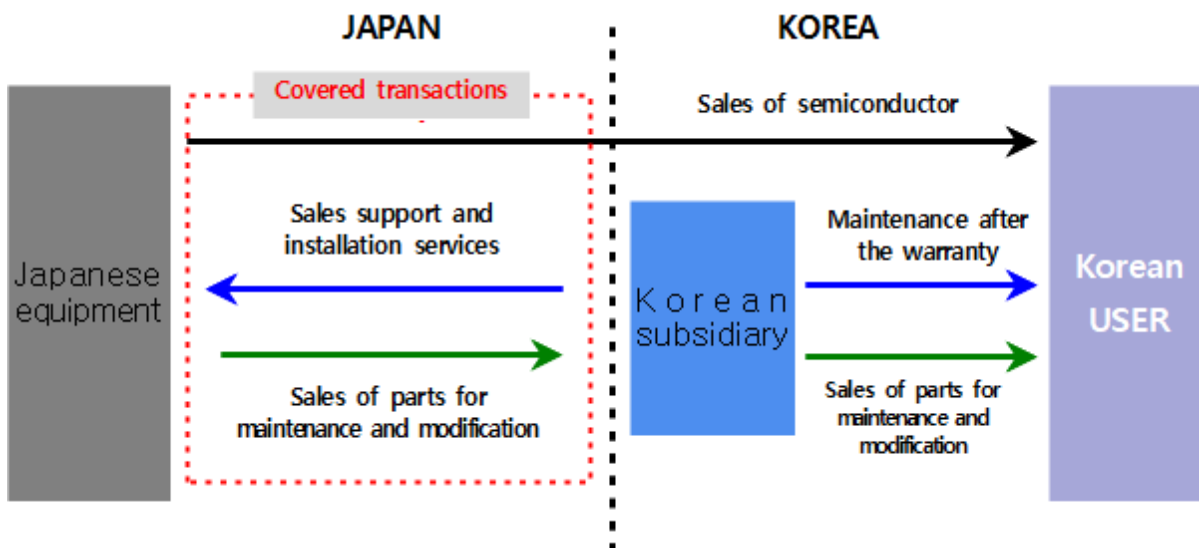 JAPAN
KOREA
Covered transactions
Sales of semiconductor
Sales support and
installation services
Maintenance after
the warranty
Japanese
equipment
Korean
subsidiary
Korean
USER
Sales of parts for
maintenance and modification
Sales of parts for
maintenance and
modification